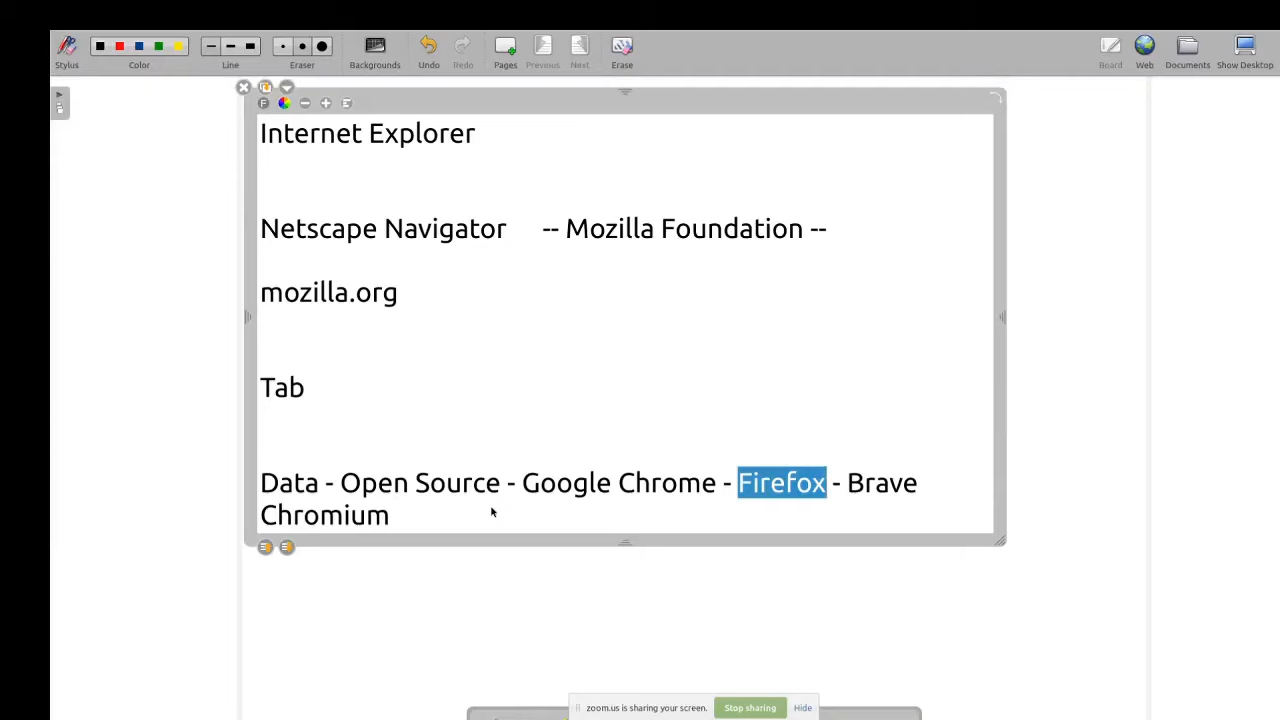 Stylus Color Line Eraser Backgrounds Undo Redo Pages Previous Next Erase Board Web Documents Show Desktop
Internet Explorer
Netscape Navigator -- Mozilla Foundation --
mozilla.org
Tab
Data - Open Source - Google Chrome - Firefox - Brave
Chromium
zoom.us is sharing your screen. Stop sharing Hide